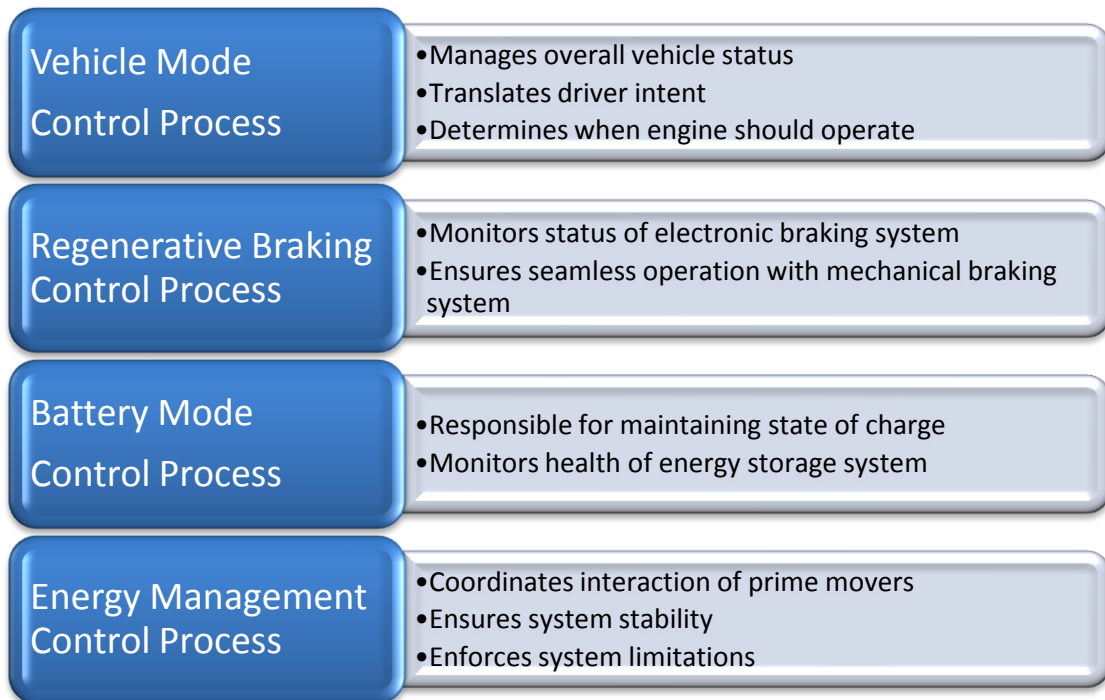 Vehicle Mode
Control Process
•Manages overall vehicle status
•Translates driver intent
•Determines when engine should operate
Regenerative Braking
Control Process
•Monitors status of electronic braking system
•Ensures seamless operation with mechanical braking
system
Battery Mode
Control Process
•Responsible for maintaining state of charge
•Monitors health of energy storage system
Energy Management
Control Process
•Coordinates interaction of prime movers
•Ensures system stability
•Enforces system limitations